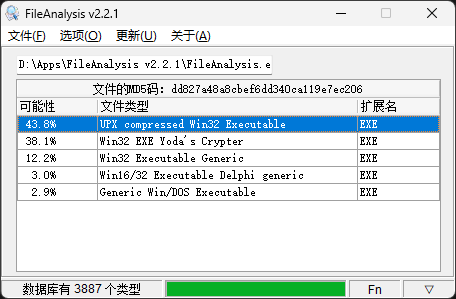 FileAnalysis v2.2.1
文件(F) 选项(O) 更新(U) 关于(A)
D:\Apps\FileAnalysis v2.2.1\FileAnalysis.e
文件的MD5码: dd827a48a8cbef6dd340ca119e7ec206
可能性 文件类型 扩展名
43.8% UPX compressed Win32 Executable EXE
38.1% Win32 EXE Yoda's Crypter EXE
12.2% Win32 Executable Generic EXE
3.0% Win16/32 Executable Delphi generic EXE
2.9% Generic Win/DOS Executable EXE
数据库有 3887 个类型 Fn ▽